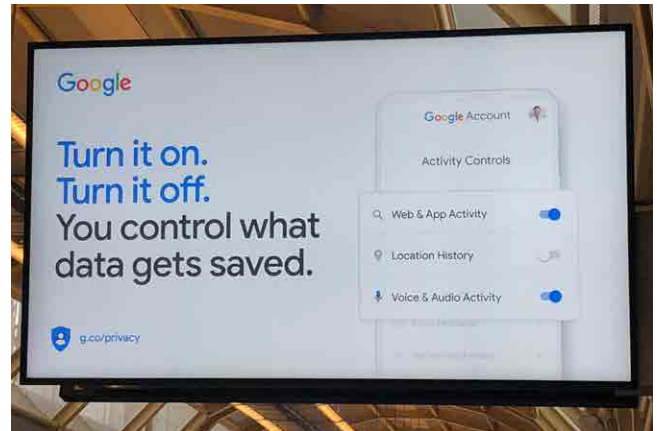 Google
Turn it on.
Turn it off.
You control what
data gets saved.
g.co/privacy
Google Account
Activity Controls
Web & App Activity
Location History
Voice & Audio Activity